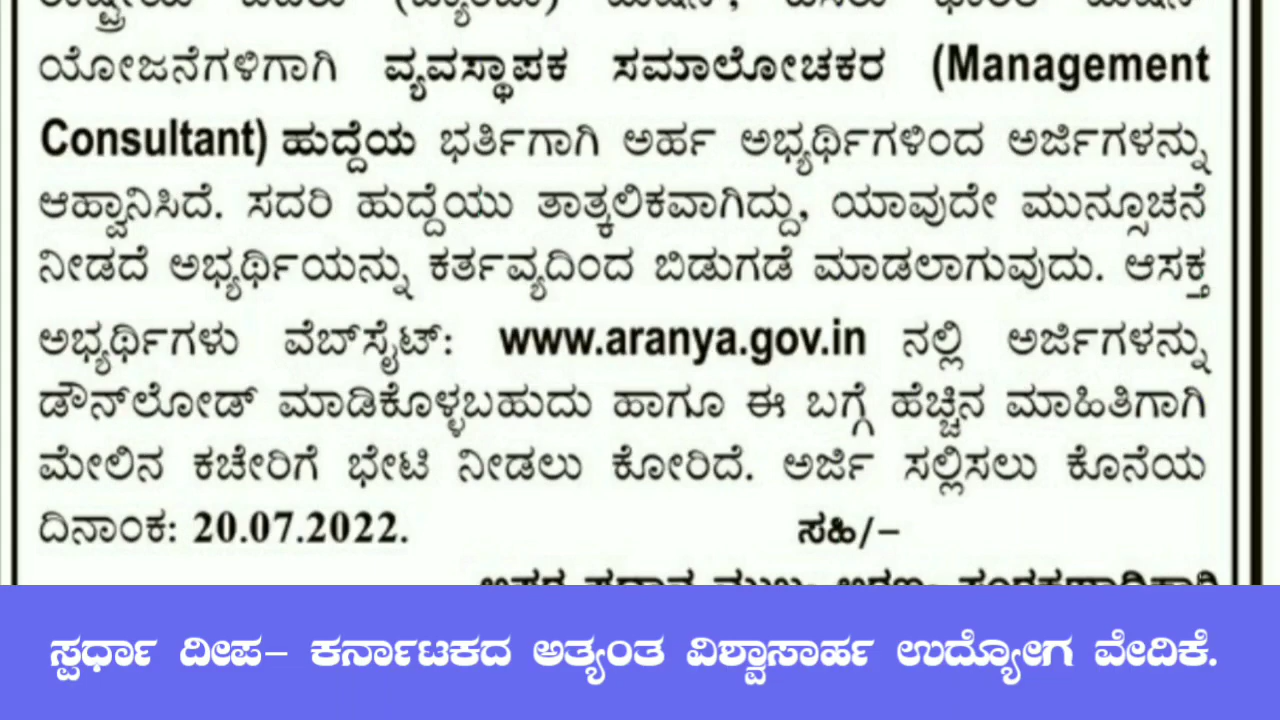 ಯೋಜನೆಗಳಿಗಾಗಿ ವ್ಯವಸ್ಥಾಪಕ ಸಮಾಲೋಚಕರ (Management
Consultant) ಹುದ್ದೆಯ ಭರ್ತಿಗಾಗಿ ಅರ್ಹ ಅಭ್ಯರ್ಥಿಗಳಿಂದ ಅರ್ಜಿಗಳನ್ನು
ಆಹ್ವಾನಿಸಿದೆ. ಸದರಿ ಹುದ್ದೆಯು ತಾತ್ಕಲಿಕವಾಗಿದ್ದು, ಯಾವುದೇ ಮುನ್ಸೂಚನೆ
ನೀಡದೆ ಅಭ್ಯರ್ಥಿಯನ್ನು ಕರ್ತವ್ಯದಿಂದ ಬಿಡುಗಡೆ ಮಾಡಲಾಗುವುದು. ಆಸಕ್ತ
ಅಭ್ಯರ್ಥಿಗಳು ವೆಬ್‌ಸೈಟ್: www.aranya.gov.in ನಲ್ಲಿ ಅರ್ಜಿಗಳನ್ನು
ಡೌನ್‌ಲೋಡ್ ಮಾಡಿಕೊಳ್ಳಬಹುದು ಹಾಗೂ ಈ ಬಗ್ಗೆ ಹೆಚ್ಚಿನ ಮಾಹಿತಿಗಾಗಿ
ಮೇಲಿನ ಕಚೇರಿಗೆ ಭೇಟಿ ನೀಡಲು ಕೋರಿದೆ. ಅರ್ಜಿ ಸಲ್ಲಿಸಲು ಕೊನೆಯ
ದಿನಾಂಕ: 20.07.2022. ಸಹಿ/–
ಸ್ಪರ್ಧಾ ದೀಪ– ಕರ್ನಾಟಕದ ಅತ್ಯಂತ ವಿಶ್ವಾಸಾರ್ಹ ಉದ್ಯೋಗ ವೇದಿಕೆ.